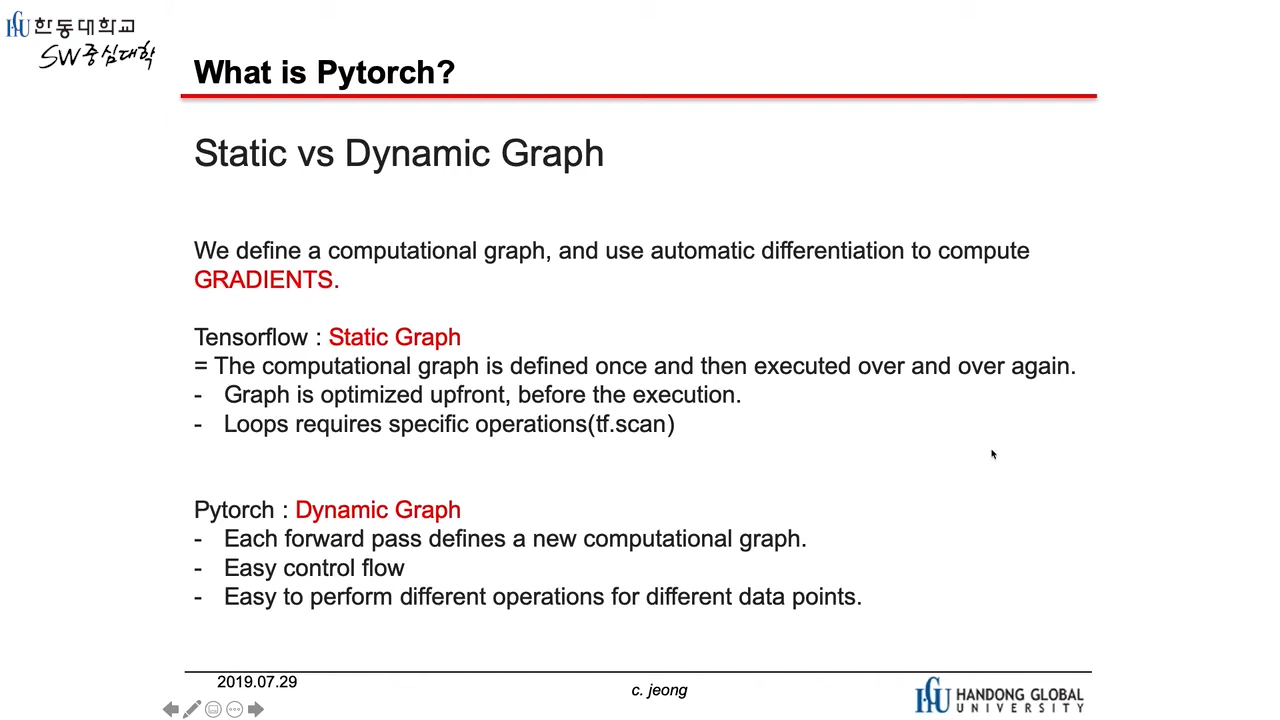 한동대학교
SW중심대학
What is Pytorch?
Static vs Dynamic Graph
We define a computational graph, and use automatic differentiation to compute
GRADIENTS.
Tensorflow : Static Graph
= The computational graph is defined once and then executed over and over again.
- Graph is optimized upfront, before the execution.
- Loops requires specific operations(tf.scan)
Pytorch : Dynamic Graph
- Each forward pass defines a new computational graph.
- Easy control flow
- Easy to perform different operations for different data points.
2019.07.29
c. jeong
HANDONG GLOBAL
UNIVERSITY